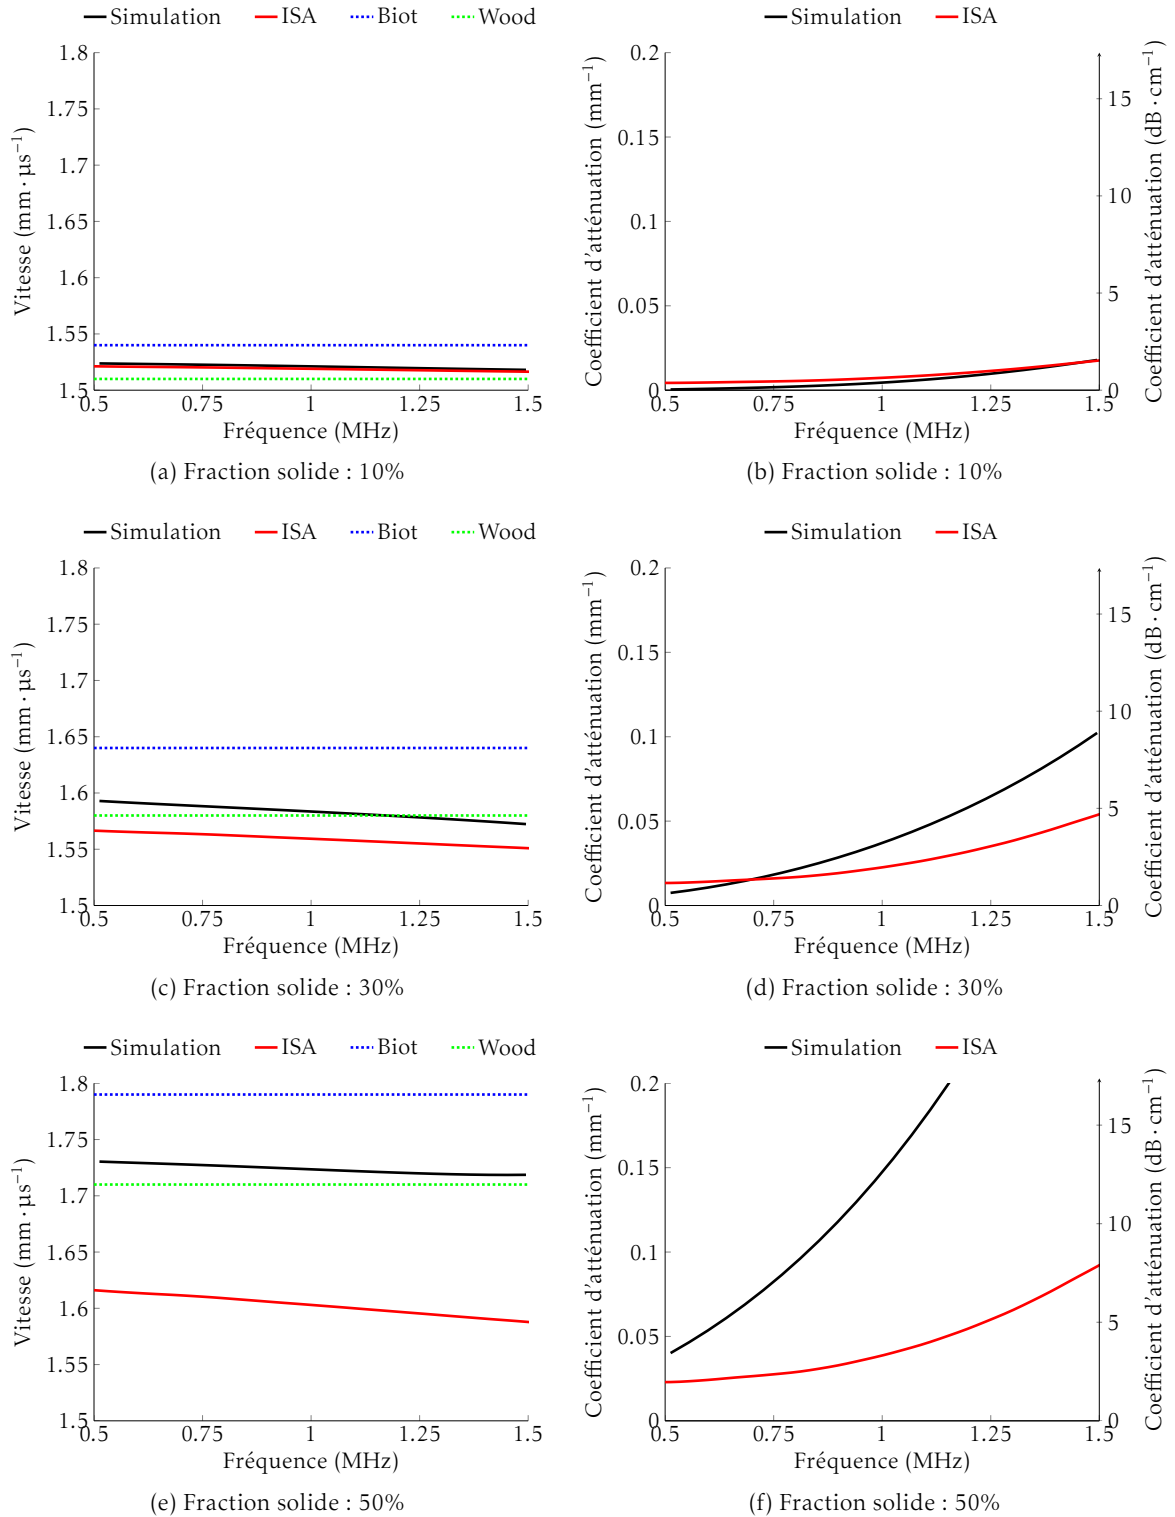 Simulation ISA Biot Wood
Simulation ISA
1.8
1.75
1.7
1.65
1.6
1.55
1.5
Vitesse (mm·μs⁻¹)
0.5 0.75 1 1.25 1.5
Fréquence (MHz)
(a) Fraction solide : 10%
0.2
0.15
0.1
0.05
0
Coefficient d'atténuation (mm⁻¹)
15
10
5
0
Coefficient d'atténuation (dB·cm⁻¹)
0.5 0.75 1 1.25 1.5
Fréquence (MHz)
(b) Fraction solide : 10%
Simulation ISA Biot Wood
Simulation ISA
1.8
1.75
1.7
1.65
1.6
1.55
1.5
Vitesse (mm·μs⁻¹)
0.5 0.75 1 1.25 1.5
Fréquence (MHz)
(c) Fraction solide : 30%
0.2
0.15
0.1
0.05
0
Coefficient d'atténuation (mm⁻¹)
15
10
5
0
Coefficient d'atténuation (dB·cm⁻¹)
0.5 0.75 1 1.25 1.5
Fréquence (MHz)
(d) Fraction solide : 30%
Simulation ISA Biot Wood
Simulation ISA
1.8
1.75
1.7
1.65
1.6
1.55
1.5
Vitesse (mm·μs⁻¹)
0.5 0.75 1 1.25 1.5
Fréquence (MHz)
(e) Fraction solide : 50%
0.2
0.15
0.1
0.05
0
Coefficient d'atténuation (mm⁻¹)
15
10
5
0
Coefficient d'atténuation (dB·cm⁻¹)
0.5 0.75 1 1.25 1.5
Fréquence (MHz)
(f) Fraction solide : 50%